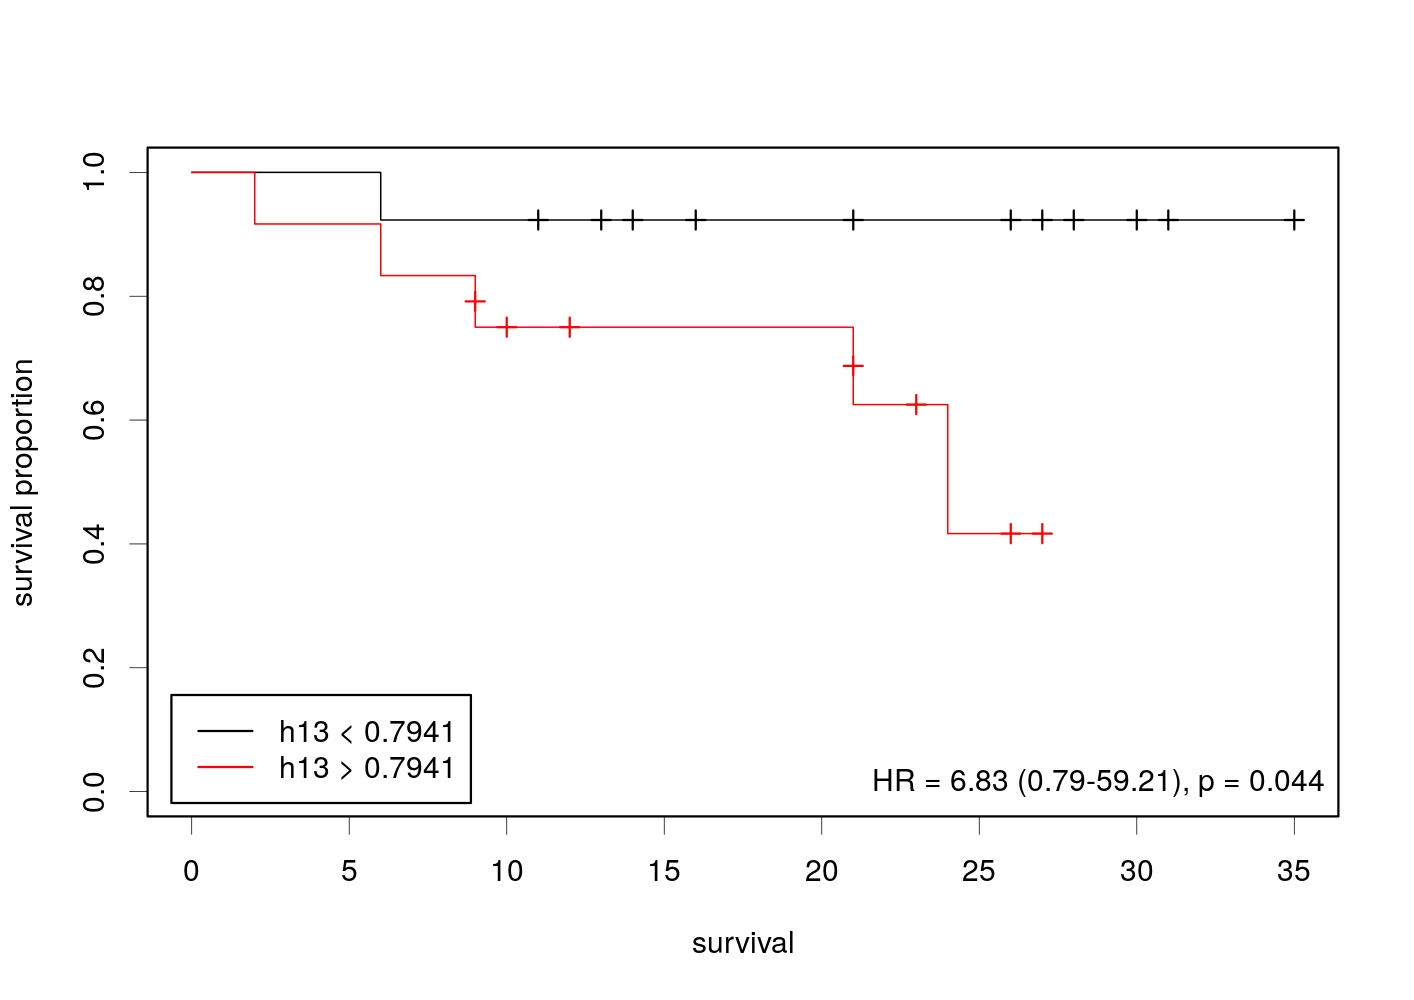 survival proportion
1.0
0.8
0.6
0.4
0.2
0.0
h13 < 0.7941
h13 > 0.7941
HR = 6.83 (0.79-59.21), p = 0.044
0 5 10 15 20 25 30 35
survival